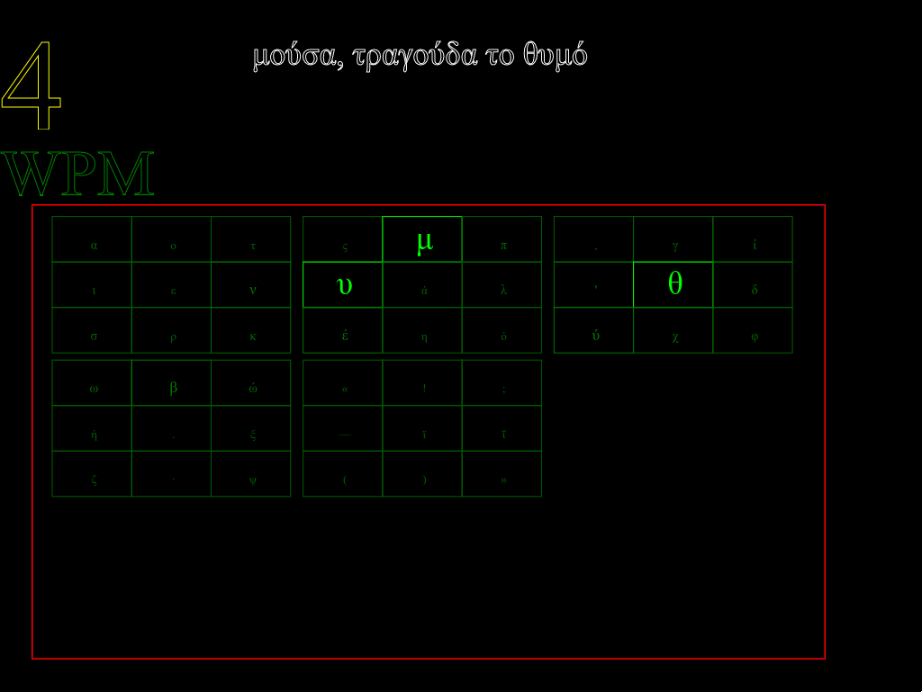 4
μούσα, τραγούδα το θυμό
WPM
α ο τ ς μ π , γ ί
ι ε ν υ ά λ ' θ δ
σ ρ κ έ η ό ύ χ φ
ω β ώ « ! ;
ή . ξ — ϊ
ζ · ψ ( ) »